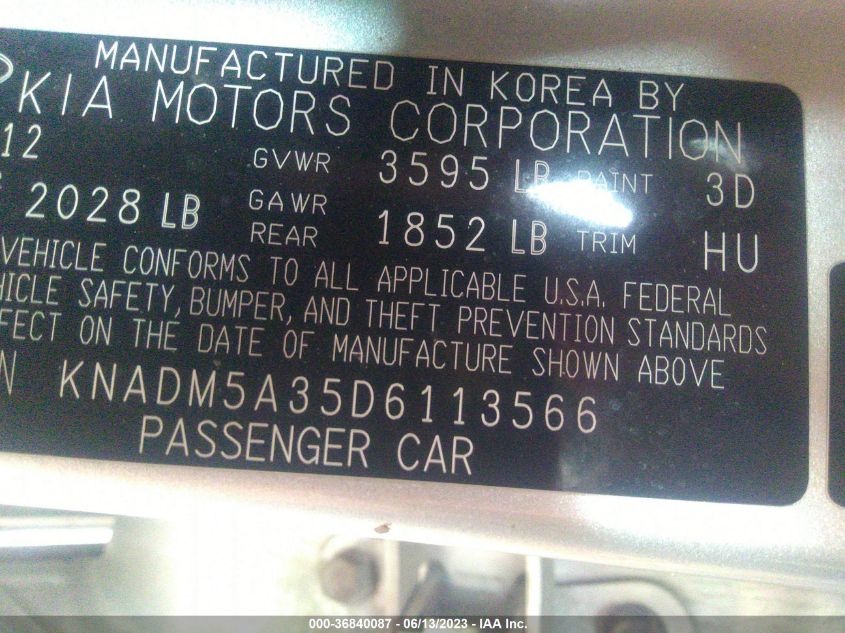 MANUFACTURED IN KOREA BY
KIA MOTORS CORPORATION
12 GVWR 3595 LB PAINT 3D
2028 LB GAWR REAR 1852 LB TRIM HU
VEHICLE CONFORMS TO ALL APPLICABLE U.S.A. FEDERAL
HICLE SAFETY, BUMPER, AND THEFT PREVENTION STANDARDS
FECT ON THE DATE OF MANUFACTURE SHOWN ABOVE
N KNADM5A35D6113566
PASSENGER CAR
000-36840087 - 06/13/2023 - IAA Inc.